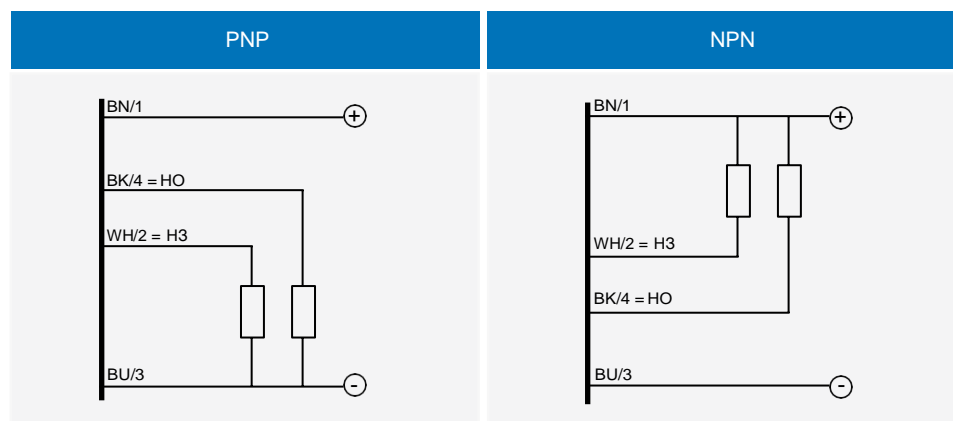 PNP
BN/1
+
BK/4 = HO
WH/2 = H3
BU/3
-
NPN
BN/1
+
WH/2 = H3
BK/4 = HO
BU/3
-